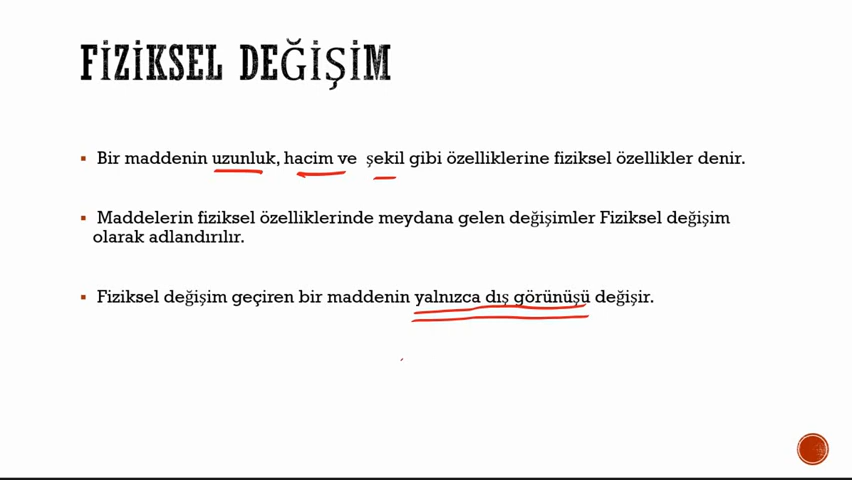 FİZİKSEL DEĞİŞİM
▪ Bir maddenin uzunluk, hacim ve şekil gibi özelliklerine fiziksel özellikler denir.
▪ Maddelerin fiziksel özelliklerinde meydana gelen değişimler Fiziksel değişim
olarak adlandırılır.
▪ Fiziksel değişim geçiren bir maddenin yalnızca dış görünüşü değişir.